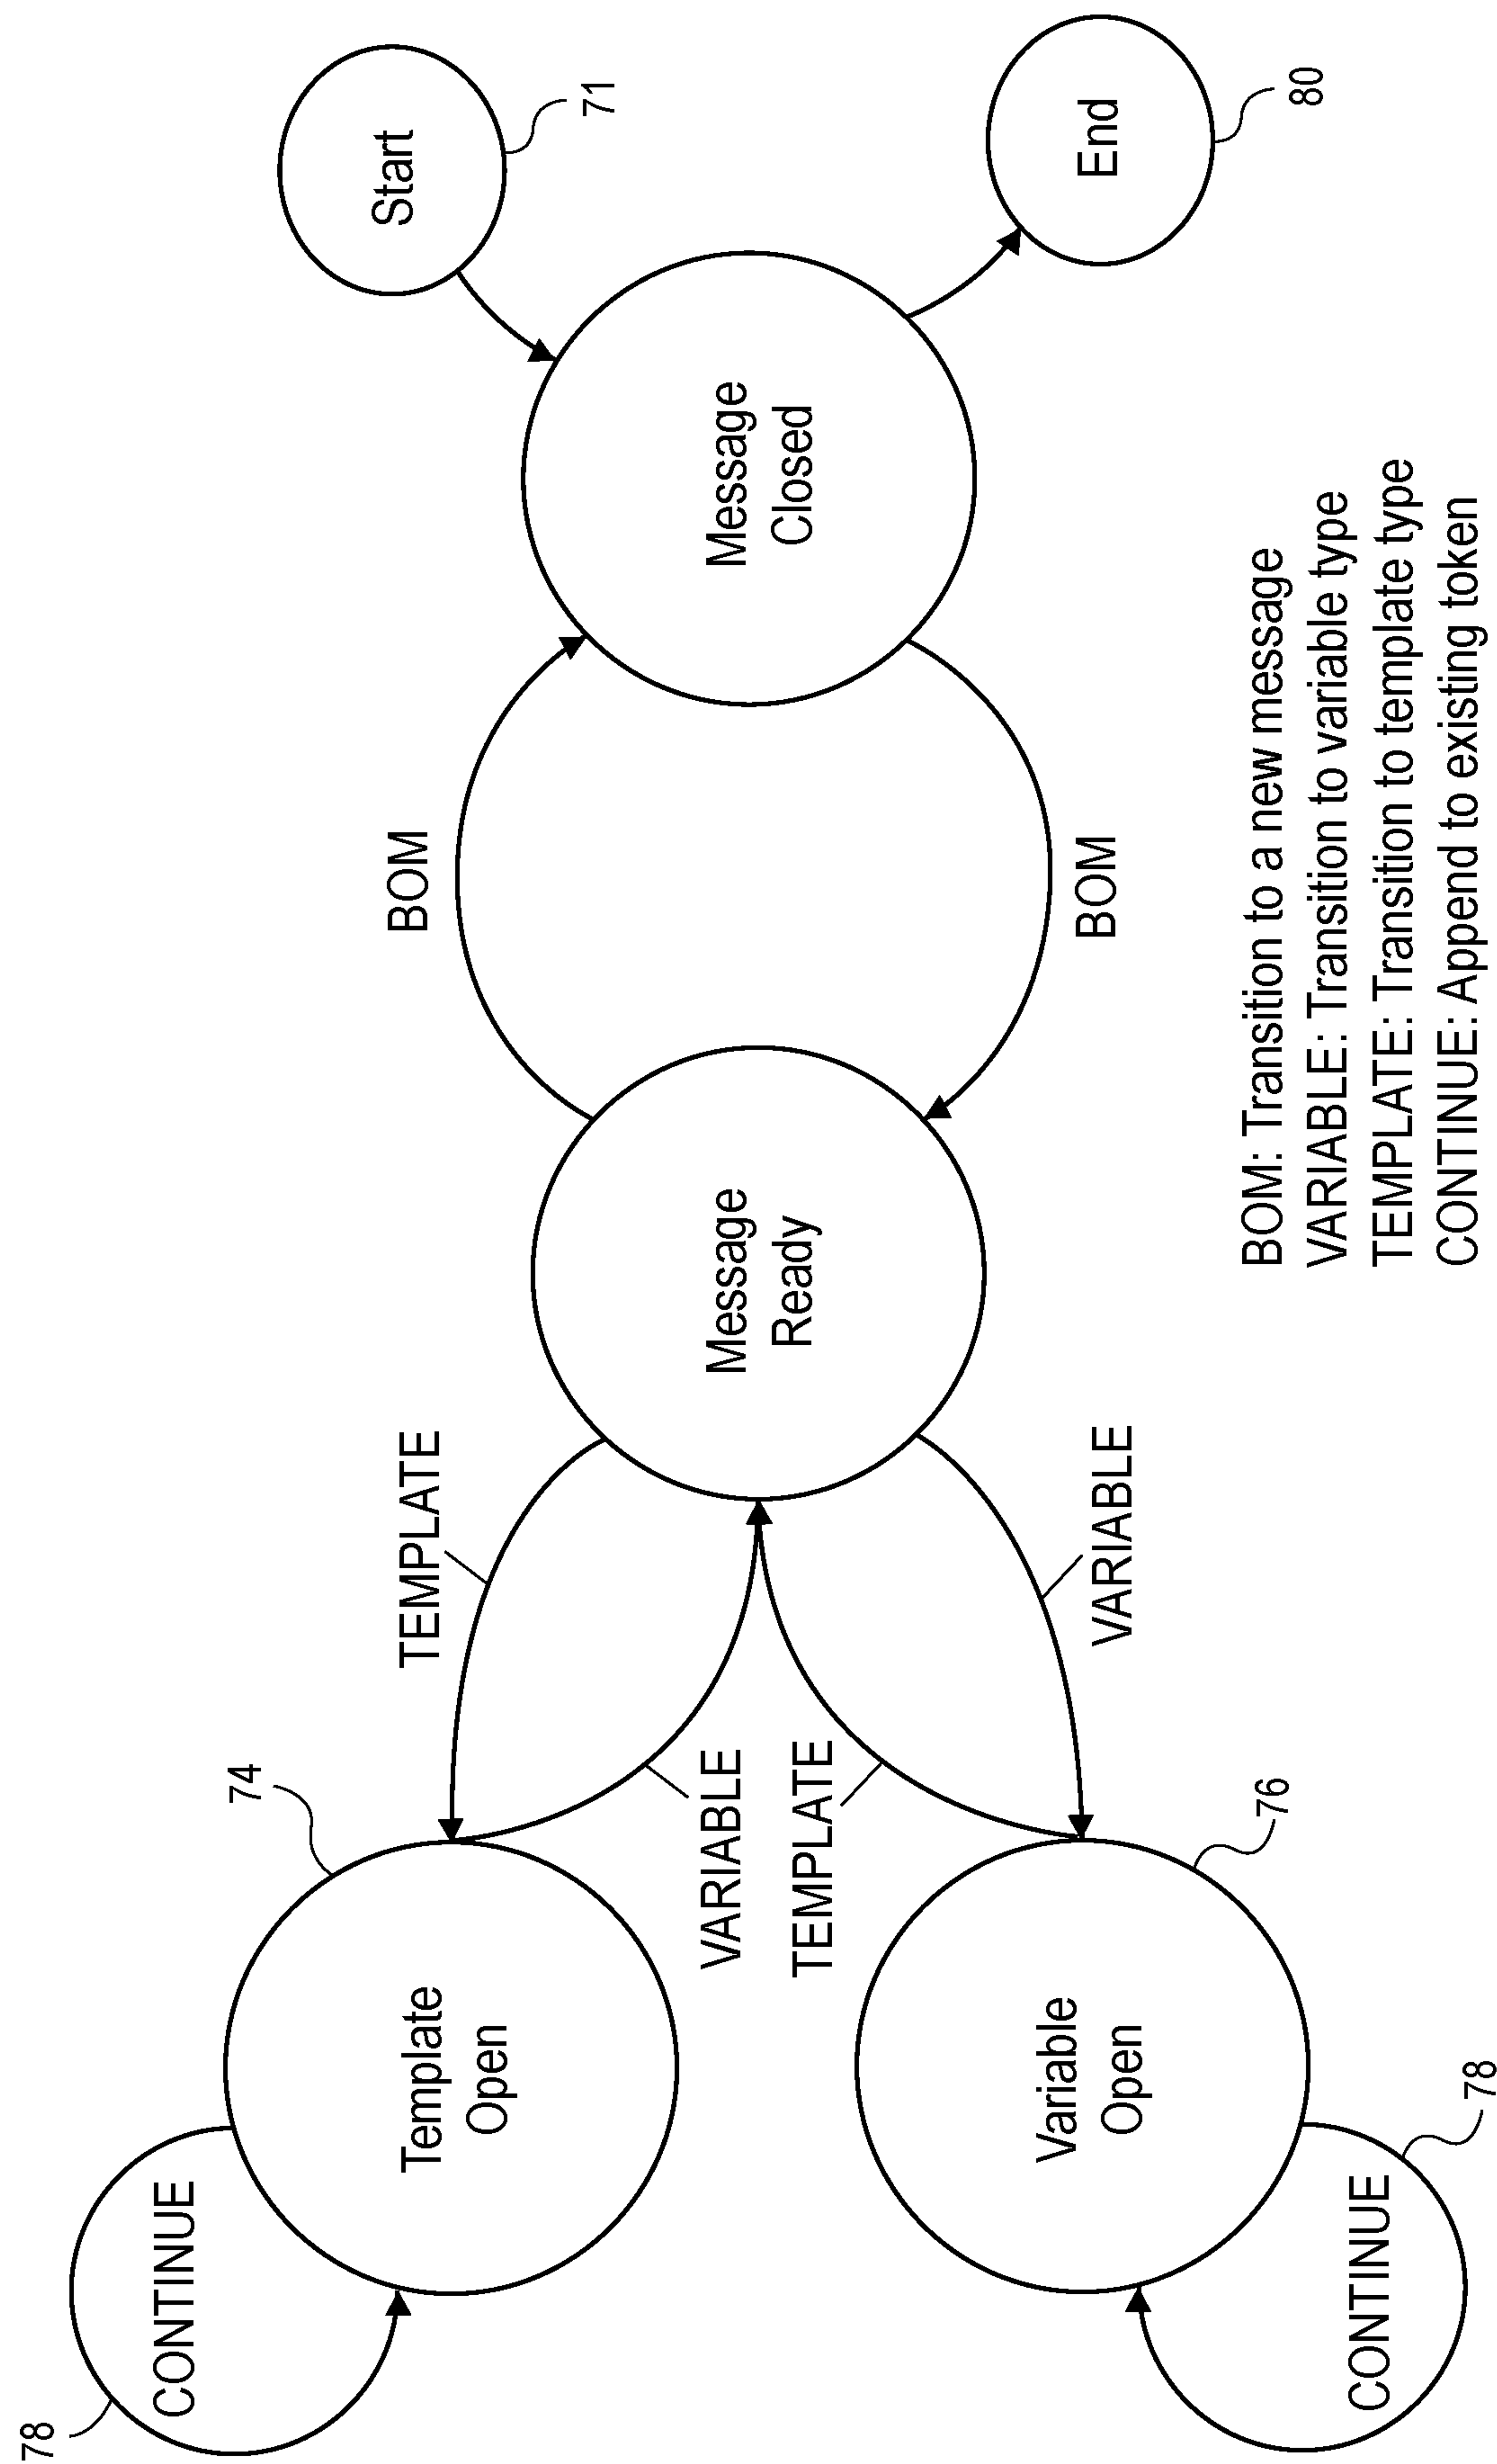 Start
71
End
80
Message
Closed
BOM
BOM
Message
Ready
TEMPLATE
VARIABLE
VARIABLE
TEMPLATE
74
Template
Open
76
Variable
Open
CONTINUE
78
CONTINUE
78
BOM: Transition to a new message
VARIABLE: Transition to variable type
TEMPLATE: Transition to template type
CONTINUE: Append to existing token